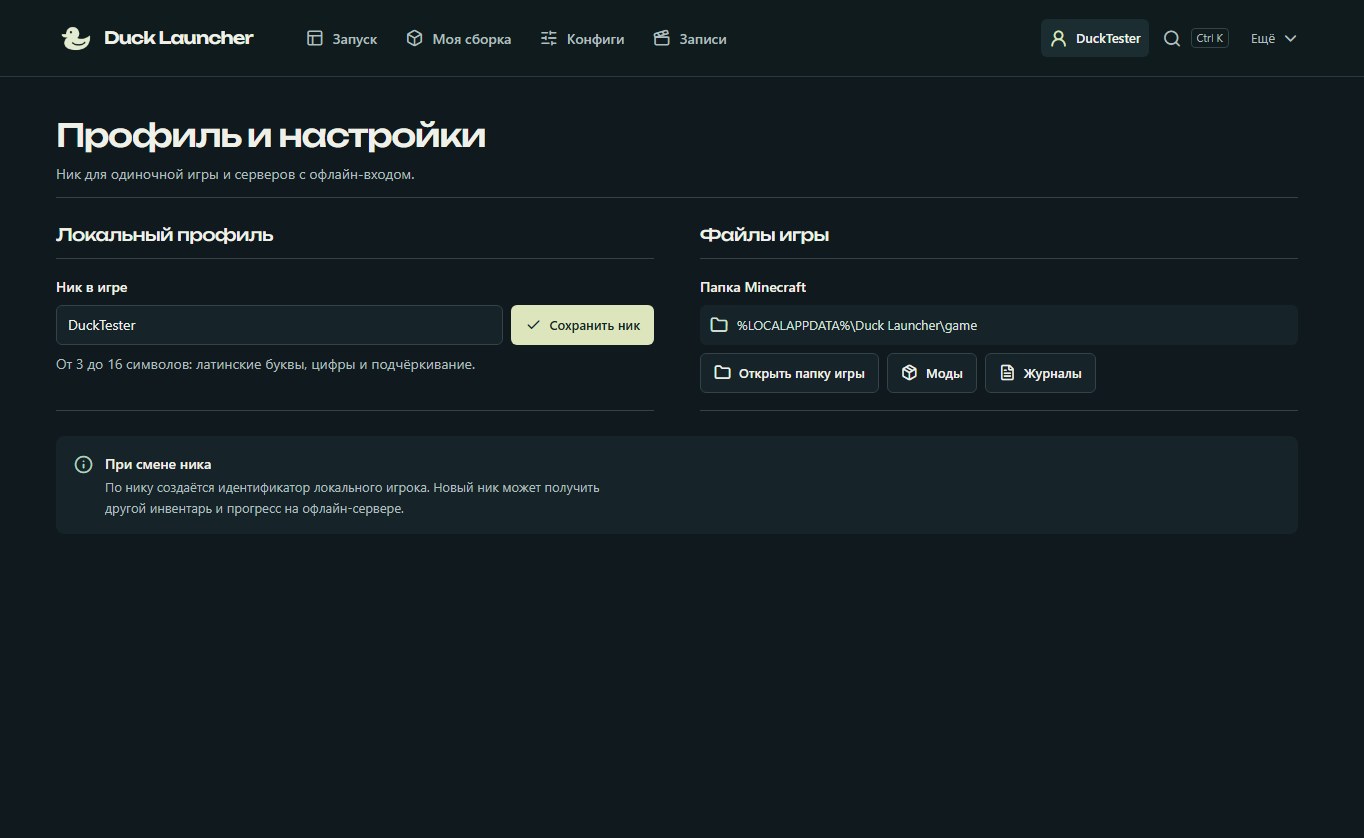 Duck Launcher
Запуск
Моя сборка
Конфиги
Записи
DuckTester
Ctrl K
Ещё
Профиль и настройки
Ник для одиночной игры и серверов с офлайн-входом.
Локальный профиль
Ник в игре
DuckTester
Сохранить ник
От 3 до 16 символов: латинские буквы, цифры и подчёркивание.
Файлы игры
Папка Minecraft
%LOCALAPPDATA%\Duck Launcher\game
Открыть папку игры
Моды
Журналы
При смене ника
По нику создаётся идентификатор локального игрока. Новый ник может получить
другой инвентарь и прогресс на офлайн-сервере.